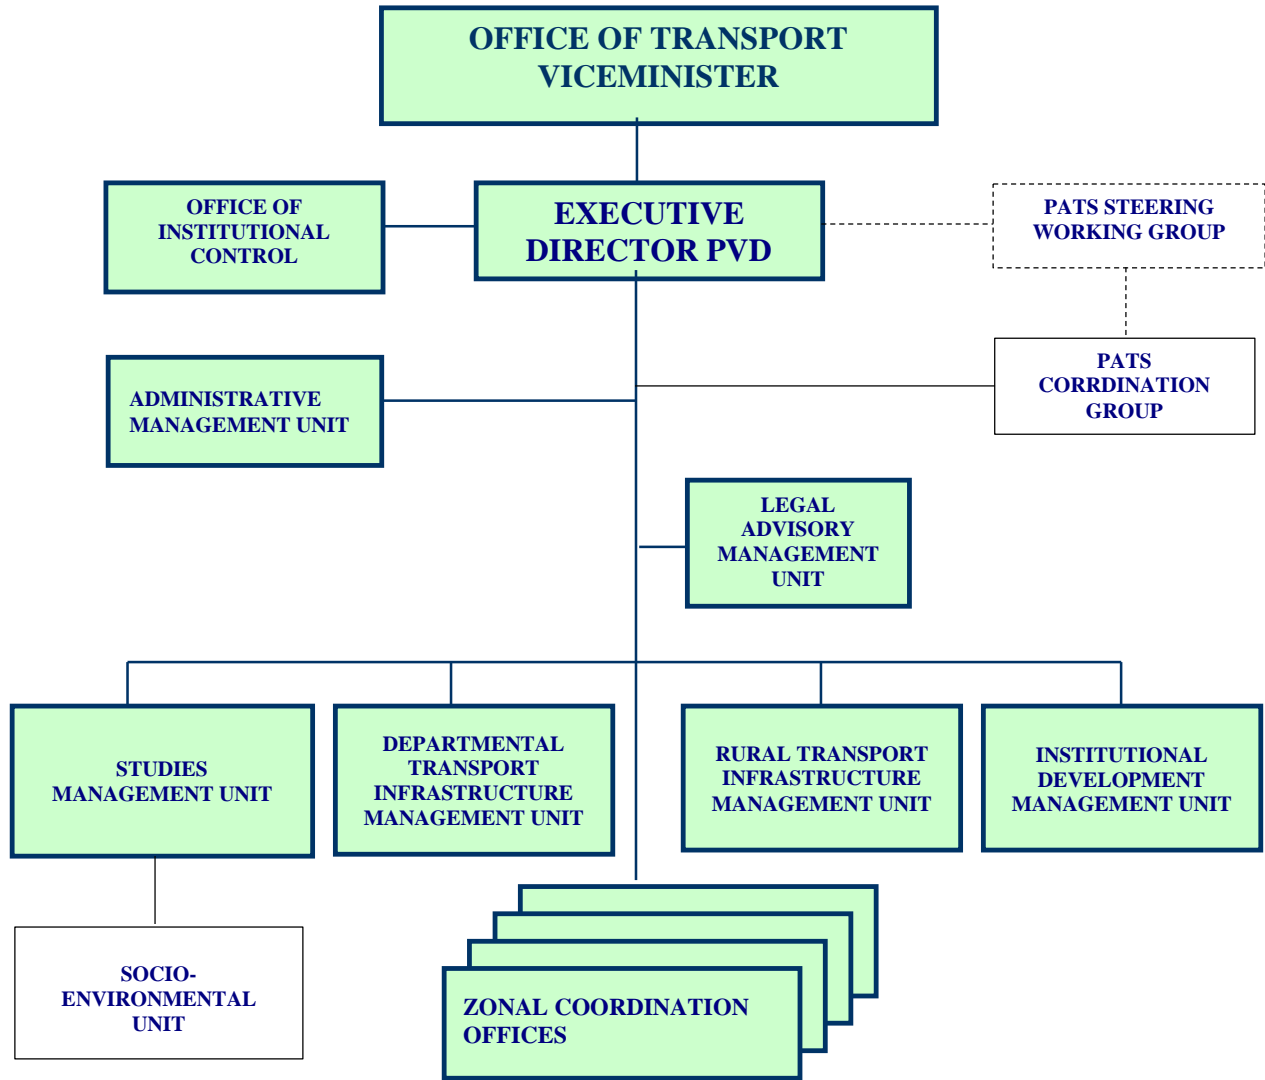 OFFICE OF TRANSPORT
VICEMINISTER
OFFICE OF
INSTITUTIONAL
CONTROL
EXECUTIVE
DIRECTOR PVD
PATS STEERING
WORKING GROUP
ADMINISTRATIVE
MANAGEMENT UNIT
PATS
CORRDINATION
GROUP
LEGAL
ADVISORY
MANAGEMENT
UNIT
STUDIES
MANAGEMENT UNIT
DEPARTMENTAL
TRANSPORT
INFRASTRUCTURE
MANAGEMENT UNIT
RURAL TRANSPORT
INFRASTRUCTURE
MANAGEMENT UNIT
INSTITUTIONAL
DEVELOPMENT
MANAGEMENT UNIT
SOCIO-
ENVIRONMENTAL
UNIT
ZONAL COORDINATION
OFFICES